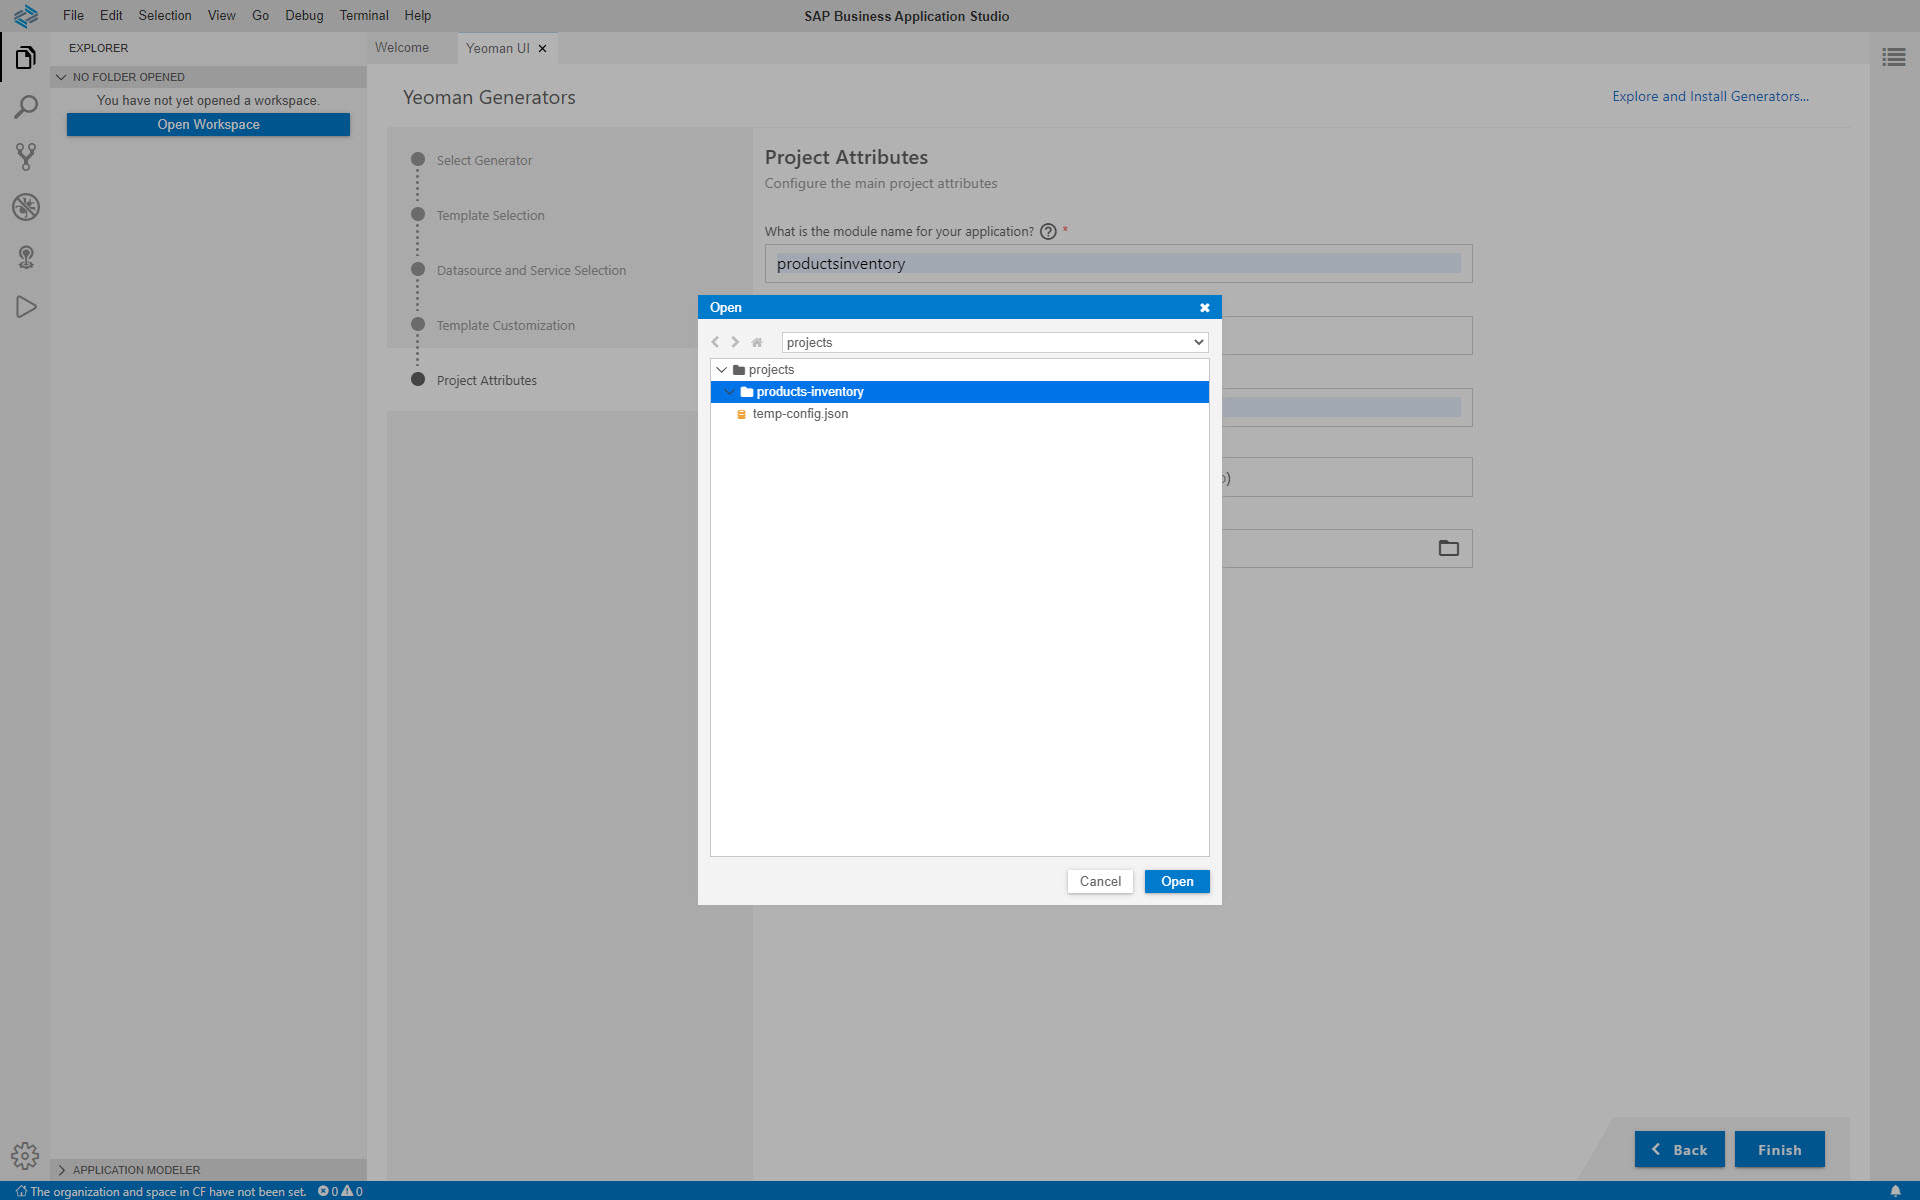 File Edit Selection View Go Debug Terminal Help
SAP Business Application Studio
EXPLORER
NO FOLDER OPENED
You have not yet opened a workspace.
Open Workspace
Welcome
Yeoman UI
Yeoman Generators
Explore and Install Generators...
Select Generator
Template Selection
Datasource and Service Selection
Template Customization
Project Attributes
Project Attributes
Configure the main project attributes
What is the module name for your application? *
productsinventory
Open
projects
projects
products-inventory
temp-config.json
Cancel
Open
Back
Finish
APPLICATION MODELER
The organization and space in CF have not been set. 0 0